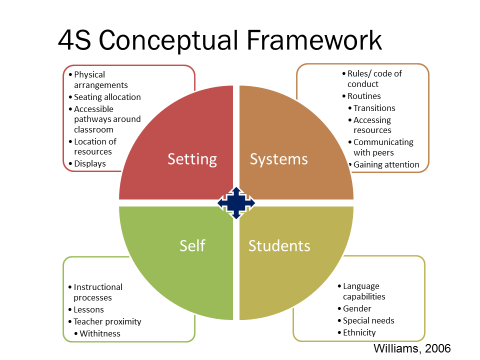 4S Conceptual Framework
• Physical
arrangements
• Seating allocation
• Accessible
pathways around
classroom
• Location of
resources
• Displays
• Rules/ code of
conduct
• Routines
• Transitions
• Accessing
resources
• Communicating
with peers
• Gaining attention
Setting
Systems
Self
Students
• Instructional
processes
• Lessons
• Teacher proximity
• Withitness
• Language
capabilities
• Gender
• Special needs
• Ethnicity
Williams, 2006